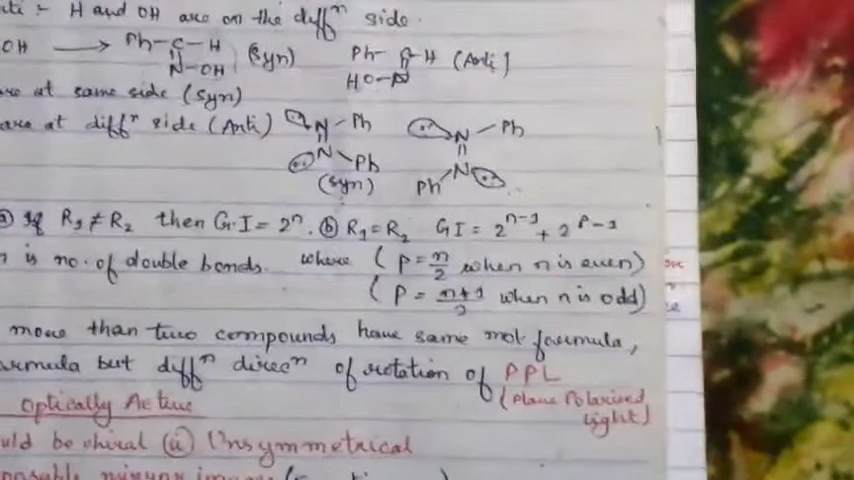 :- H and OH are on the diffⁿ side.
OH ⟶ Ph-C-H (Syn) Ph- C-H (Anti)
N-OH HO-N
are at same side (Syn)
are at diffⁿ side (Anti) N-Ph N-Ph
N-Ph N
(Syn) Ph
(a) If R₁ ≠ R₂ then G.I = 2ⁿ. (b) R₁ = R₂ GI = 2ⁿ⁻¹ + 2ᴾ⁻¹
n is no. of double bonds. where (P = n/2 when n is even)
(P = n+1/2 when n is odd)
more than two compounds have same mol formula,
formula but diffⁿ direcⁿ of rotation of PPL
(Plane Polarised
Light)
Optically Active
uld be chiral (ii) Unsymmetrical